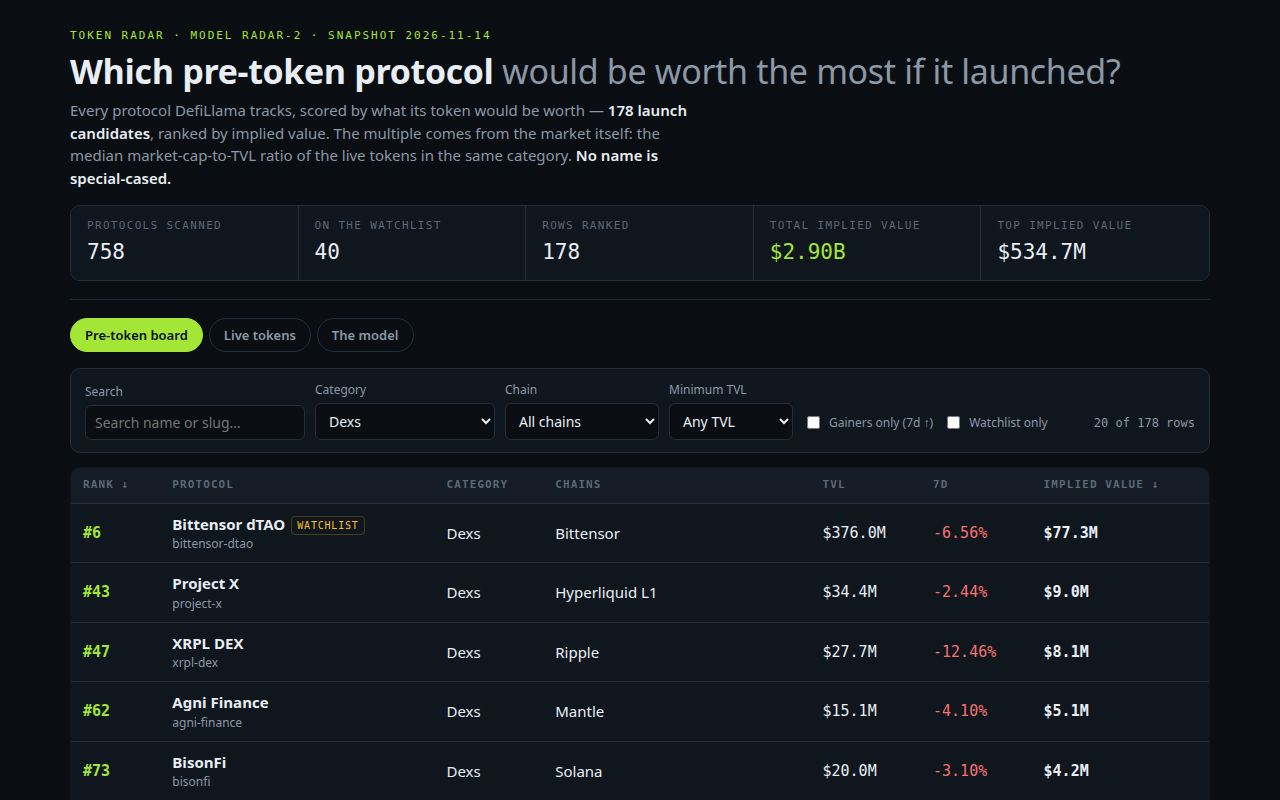 TOKEN RADAR · MODEL RADAR-2 · SNAPSHOT 2026-11-14
Which pre-token protocol would be worth the most if it launched?
Every protocol DefiLlama tracks, scored by what its token would be worth — 178 launch
candidates, ranked by implied value. The multiple comes from the market itself: the
median market-cap-to-TVL ratio of the live tokens in the same category. No name is
special-cased.
PROTOCOLS SCANNED ON THE WATCHLIST ROWS RANKED TOTAL IMPLIED VALUE TOP IMPLIED VALUE
758 40 178 $2.90B $534.7M
Pre-token board Live tokens The model
Search Category Chain Minimum TVL
Search name or slug... Dexs All chains Any TVL Gainers only (7d ↑) Watchlist only 20 of 178 rows
RANK ↓ PROTOCOL CATEGORY CHAINS TVL 7D IMPLIED VALUE ↓
#6 Bittensor dTAO WATCHLIST Dexs Bittensor $376.0M -6.56% $77.3M
bittensor-dtao
#43 Project X Dexs Hyperliquid L1 $34.4M -2.44% $9.0M
project-x
#47 XRPL DEX Dexs Ripple $27.7M -12.46% $8.1M
xrpl-dex
#62 Agni Finance Dexs Mantle $15.1M -4.10% $5.1M
agni-finance
#73 BisonFi Dexs Solana $20.0M -3.10% $4.2M
bisonfi